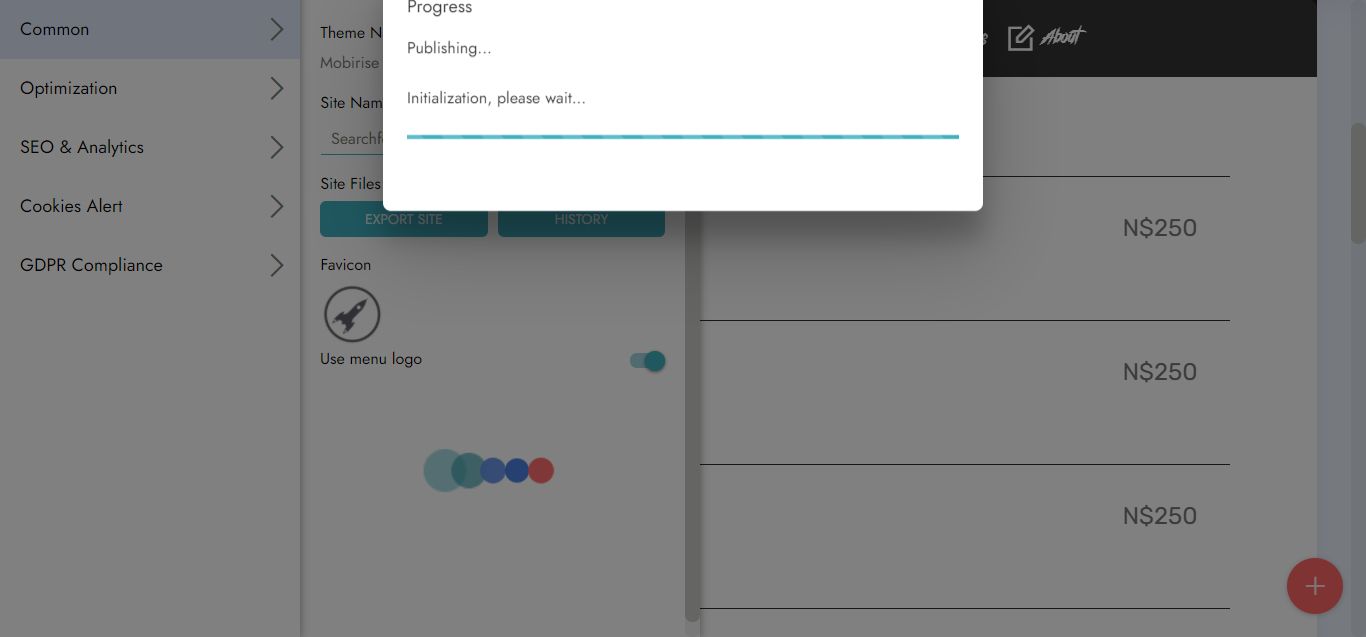 Progress
Publishing...
Initialization, please wait...
Common
Optimization
SEO & Analytics
Cookies Alert
GDPR Compliance
Theme N
Mobirise
Site Nam
Searchf
Site Files
EXPORT SITE
HISTORY
Favicon
Use menu logo
About
N$250
N$250
N$250